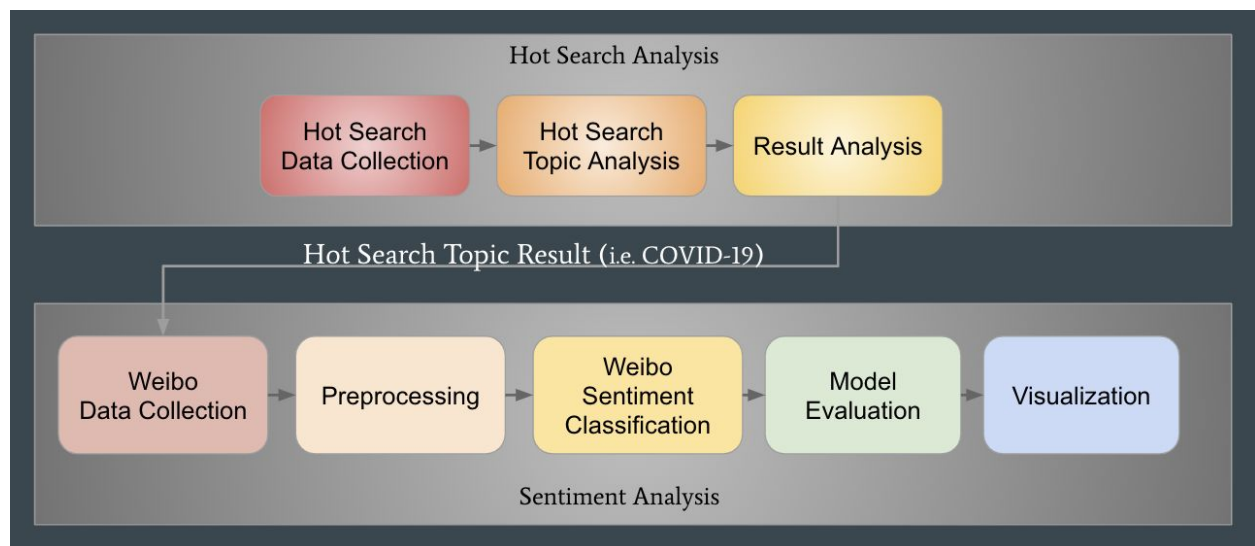 Hot Search Analysis
Hot Search
Data Collection
Hot Search
Topic Analysis
Result Analysis
Hot Search Topic Result (i.e. COVID-19)
Weibo
Data Collection
Preprocessing
Weibo
Sentiment
Classification
Model
Evaluation
Visualization
Sentiment Analysis